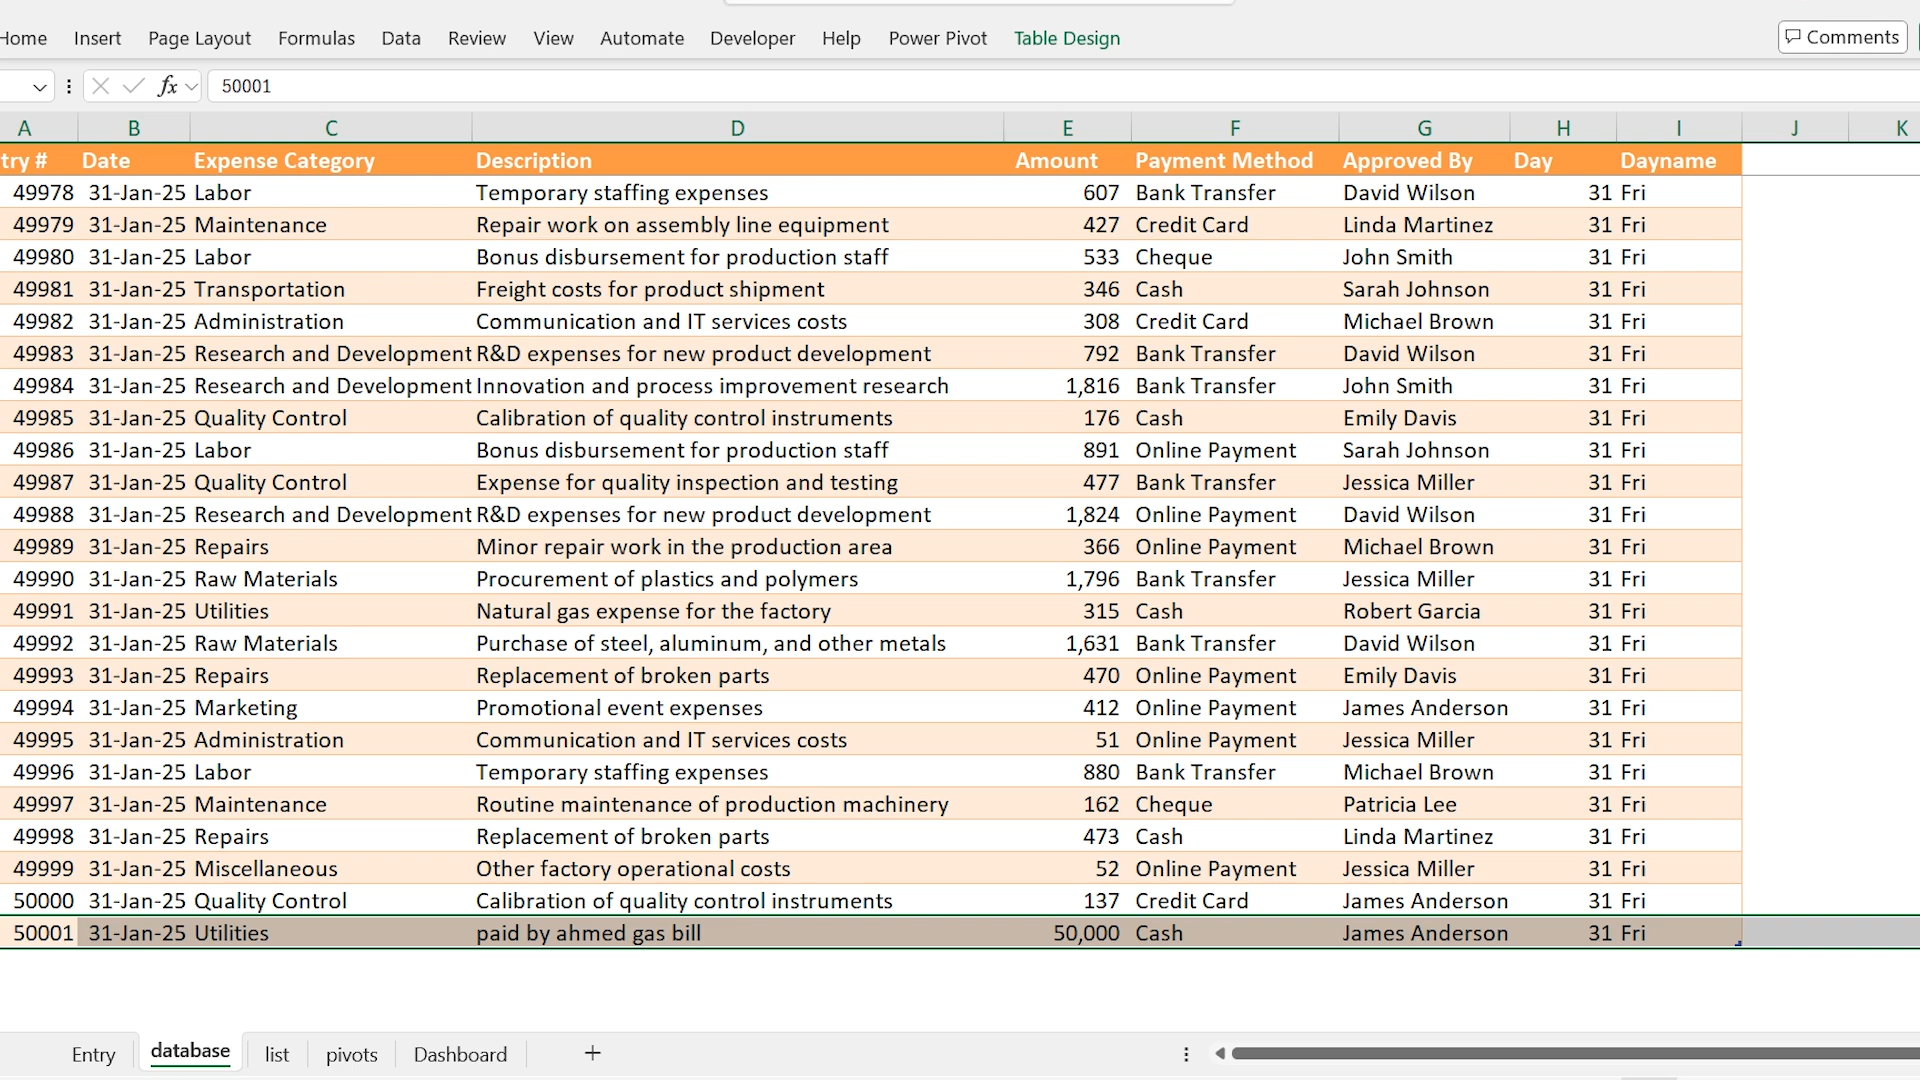 Home Insert Page Layout Formulas Data Review View Automate Developer Help Power Pivot Table Design Comments
fx 50001
A B C D E F G H I J K
try # Date Expense Category Description Amount Payment Method Approved By Day Dayname
49978 31-Jan-25 Labor Temporary staffing expenses 607 Bank Transfer David Wilson 31 Fri
49979 31-Jan-25 Maintenance Repair work on assembly line equipment 427 Credit Card Linda Martinez 31 Fri
49980 31-Jan-25 Labor Bonus disbursement for production staff 533 Cheque John Smith 31 Fri
49981 31-Jan-25 Transportation Freight costs for product shipment 346 Cash Sarah Johnson 31 Fri
49982 31-Jan-25 Administration Communication and IT services costs 308 Credit Card Michael Brown 31 Fri
49983 31-Jan-25 Research and Development R&D expenses for new product development 792 Bank Transfer David Wilson 31 Fri
49984 31-Jan-25 Research and Development Innovation and process improvement research 1,816 Bank Transfer John Smith 31 Fri
49985 31-Jan-25 Quality Control Calibration of quality control instruments 176 Cash Emily Davis 31 Fri
49986 31-Jan-25 Labor Bonus disbursement for production staff 891 Online Payment Sarah Johnson 31 Fri
49987 31-Jan-25 Quality Control Expense for quality inspection and testing 477 Bank Transfer Jessica Miller 31 Fri
49988 31-Jan-25 Research and Development R&D expenses for new product development 1,824 Online Payment David Wilson 31 Fri
49989 31-Jan-25 Repairs Minor repair work in the production area 366 Online Payment Michael Brown 31 Fri
49990 31-Jan-25 Raw Materials Procurement of plastics and polymers 1,796 Bank Transfer Jessica Miller 31 Fri
49991 31-Jan-25 Utilities Natural gas expense for the factory 315 Cash Robert Garcia 31 Fri
49992 31-Jan-25 Raw Materials Purchase of steel, aluminum, and other metals 1,631 Bank Transfer David Wilson 31 Fri
49993 31-Jan-25 Repairs Replacement of broken parts 470 Online Payment Emily Davis 31 Fri
49994 31-Jan-25 Marketing Promotional event expenses 412 Online Payment James Anderson 31 Fri
49995 31-Jan-25 Administration Communication and IT services costs 51 Online Payment Jessica Miller 31 Fri
49996 31-Jan-25 Labor Temporary staffing expenses 880 Bank Transfer Michael Brown 31 Fri
49997 31-Jan-25 Maintenance Routine maintenance of production machinery 162 Cheque Patricia Lee 31 Fri
49998 31-Jan-25 Repairs Replacement of broken parts 473 Cash Linda Martinez 31 Fri
49999 31-Jan-25 Miscellaneous Other factory operational costs 52 Online Payment Jessica Miller 31 Fri
50000 31-Jan-25 Quality Control Calibration of quality control instruments 137 Credit Card James Anderson 31 Fri
50001 31-Jan-25 Utilities paid by ahmed gas bill 50,000 Cash James Anderson 31 Fri
Entry database list pivots Dashboard +